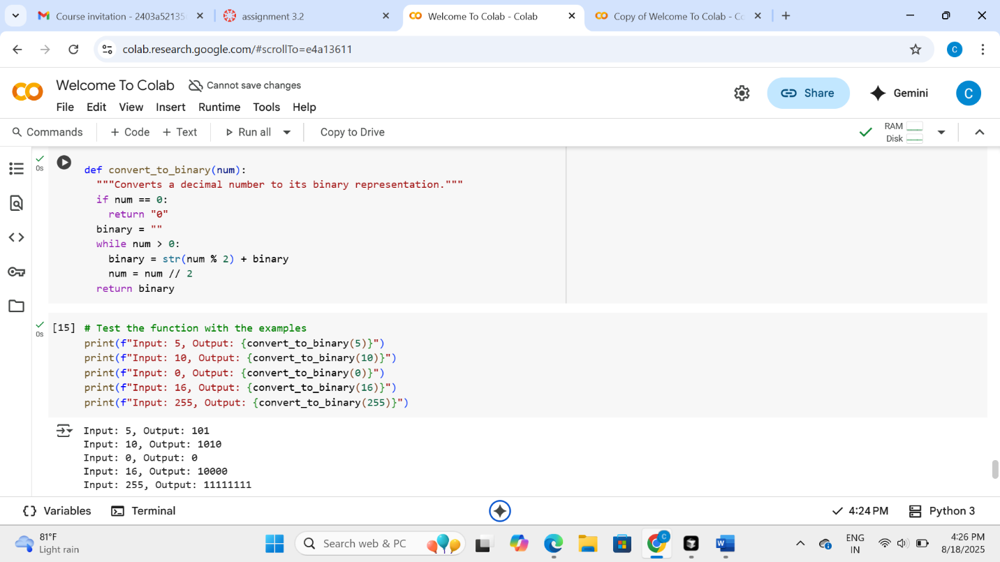 Course invitation - 2403a52135
assignment 3.2
Welcome To Colab - Colab
Copy of Welcome To Colab - Co
colab.research.google.com/#scrollTo=e4a13611
C
Welcome To Colab
Cannot save changes
Share
Gemini
C
File Edit View Insert Runtime Tools Help
Commands
+ Code + Text
Run all
Copy to Drive
RAM
Disk
0s
def convert_to_binary(num):
  """Converts a decimal number to its binary representation."""
  if num == 0:
    return "0"
  binary = ""
  while num > 0:
    binary = str(num % 2) + binary
    num = num // 2
  return binary
0s
[15] # Test the function with the examples
print(f"Input: 5, Output: {convert_to_binary(5)}")
print(f"Input: 10, Output: {convert_to_binary(10)}")
print(f"Input: 0, Output: {convert_to_binary(0)}")
print(f"Input: 16, Output: {convert_to_binary(16)}")
print(f"Input: 255, Output: {convert_to_binary(255)}")
Input: 5, Output: 101
Input: 10, Output: 1010
Input: 0, Output: 0
Input: 16, Output: 10000
Input: 255, Output: 11111111
Variables
Terminal
4:24 PM
Python 3
81°F
Light rain
Search web & PC
C
W
ENG
IN
4:26 PM
8/18/2025